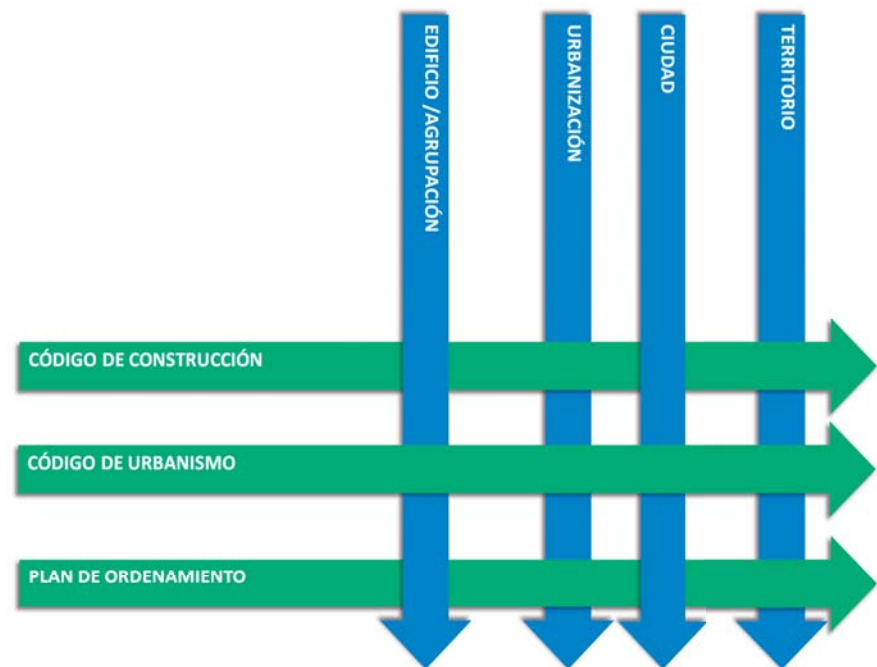 EDIFICIO /AGRUPACIÓN
URBANIZACIÓN
CIUDAD
TERRITORIO
CÓDIGO DE CONSTRUCCIÓN
CÓDIGO DE URBANISMO
PLAN DE ORDENAMIENTO